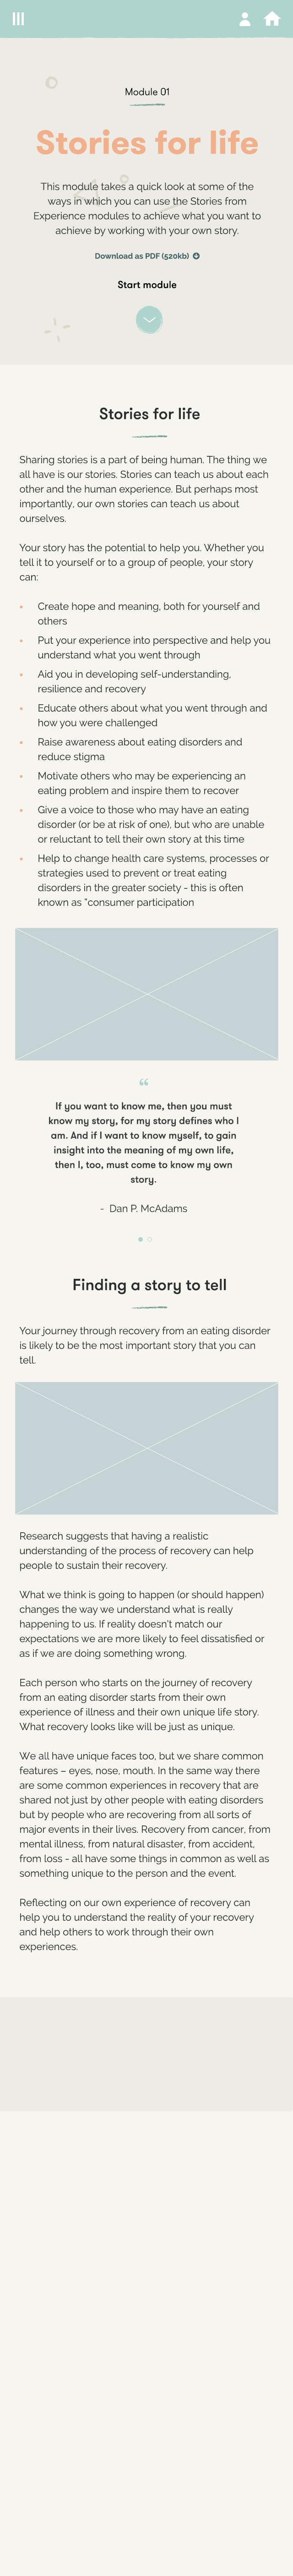 Module 01
Stories for life
This module takes a quick look at some of the
ways in which you can use the Stories from
Experience modules to achieve what you want to
achieve by working with your own story.
Download as PDF (520kb)
Start module
Stories for life
Sharing stories is a part of being human. The thing we
all have is our stories. Stories can teach us about each
other and the human experience. But perhaps most
importantly, our own stories can teach us about
ourselves.
Your story has the potential to help you. Whether you
tell it to yourself or to a group of people, your story
can:
• Create hope and meaning, both for yourself and
others
• Put your experience into perspective and help you
understand what you went through
• Aid you in developing self-understanding,
resilience and recovery
• Educate others about what you went through and
how you were challenged
• Raise awareness about eating disorders and
reduce stigma
• Motivate others who may be experiencing an
eating problem and inspire them to recover
• Give a voice to those who may have an eating
disorder (or be at risk of one), but who are unable
or reluctant to tell their own story at this time
• Help to change health care systems, processes or
strategies used to prevent or treat eating
disorders in the greater society - this is often
known as "consumer participation
“
If you want to know me, then you must
know my story, for my story defines who I
am. And if I want to know myself, to gain
insight into the meaning of my own life,
then I, too, must come to know my own
story.
- Dan P. McAdams
Finding a story to tell
Your journey through recovery from an eating disorder
is likely to be the most important story that you can
tell.
Research suggests that having a realistic
understanding of the process of recovery can help
people to sustain their recovery.
What we think is going to happen (or should happen)
changes the way we understand what is really
happening to us. If reality doesn't match our
expectations we are more likely to feel dissatisfied or
as if we are doing something wrong.
Each person who starts on the journey of recovery
from an eating disorder starts from their own
experience of illness and their own unique life story.
What recovery looks like will be just as unique.
We all have unique faces too, but we share common
features – eyes, nose, mouth. In the same way there
are some common experiences in recovery that are
shared not just by other people with eating disorders
but by people who are recovering from all sorts of
major events in their lives. Recovery from cancer, from
mental illness, from natural disaster, from accident,
from loss - all have some things in common as well as
something unique to the person and the event.
Reflecting on our own experience of recovery can
help you to understand the reality of your recovery
and help others to work through their own
experiences.